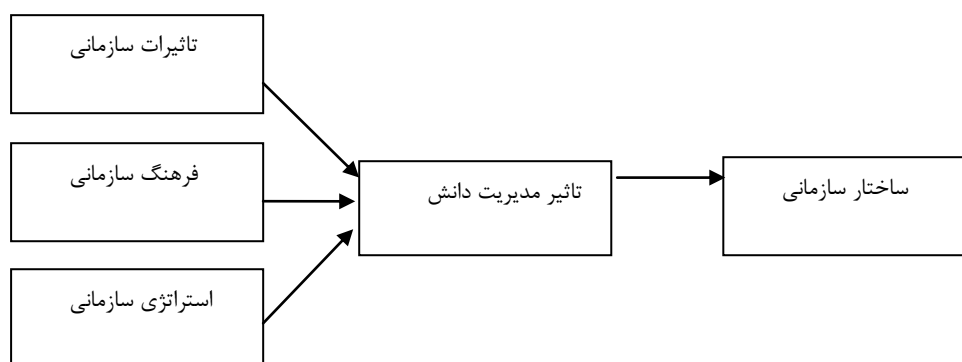 تاثیرات سازمانی
فرهنگ سازمانی
استراتژی سازمانی
تاثیر مدیریت دانش
ساختار سازمانی